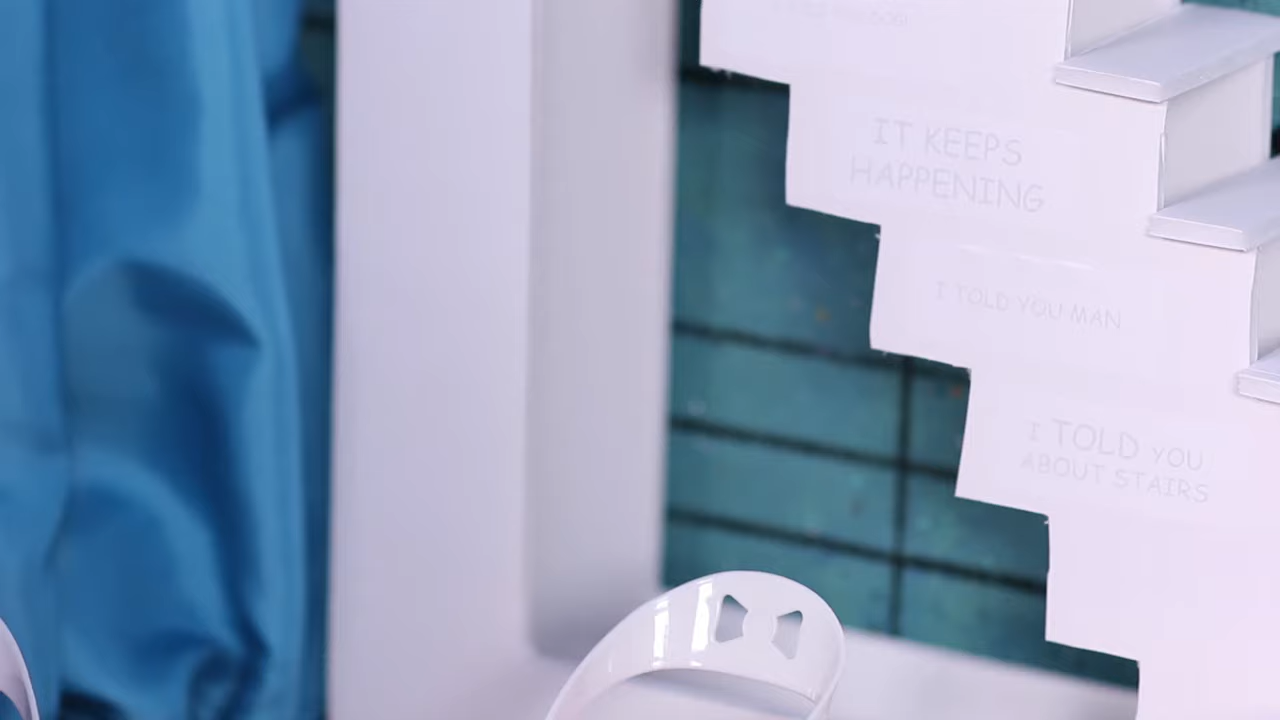 IT KEEPS
HAPPENING
I TOLD YOU MAN
I TOLD YOU
ABOUT STAIRS